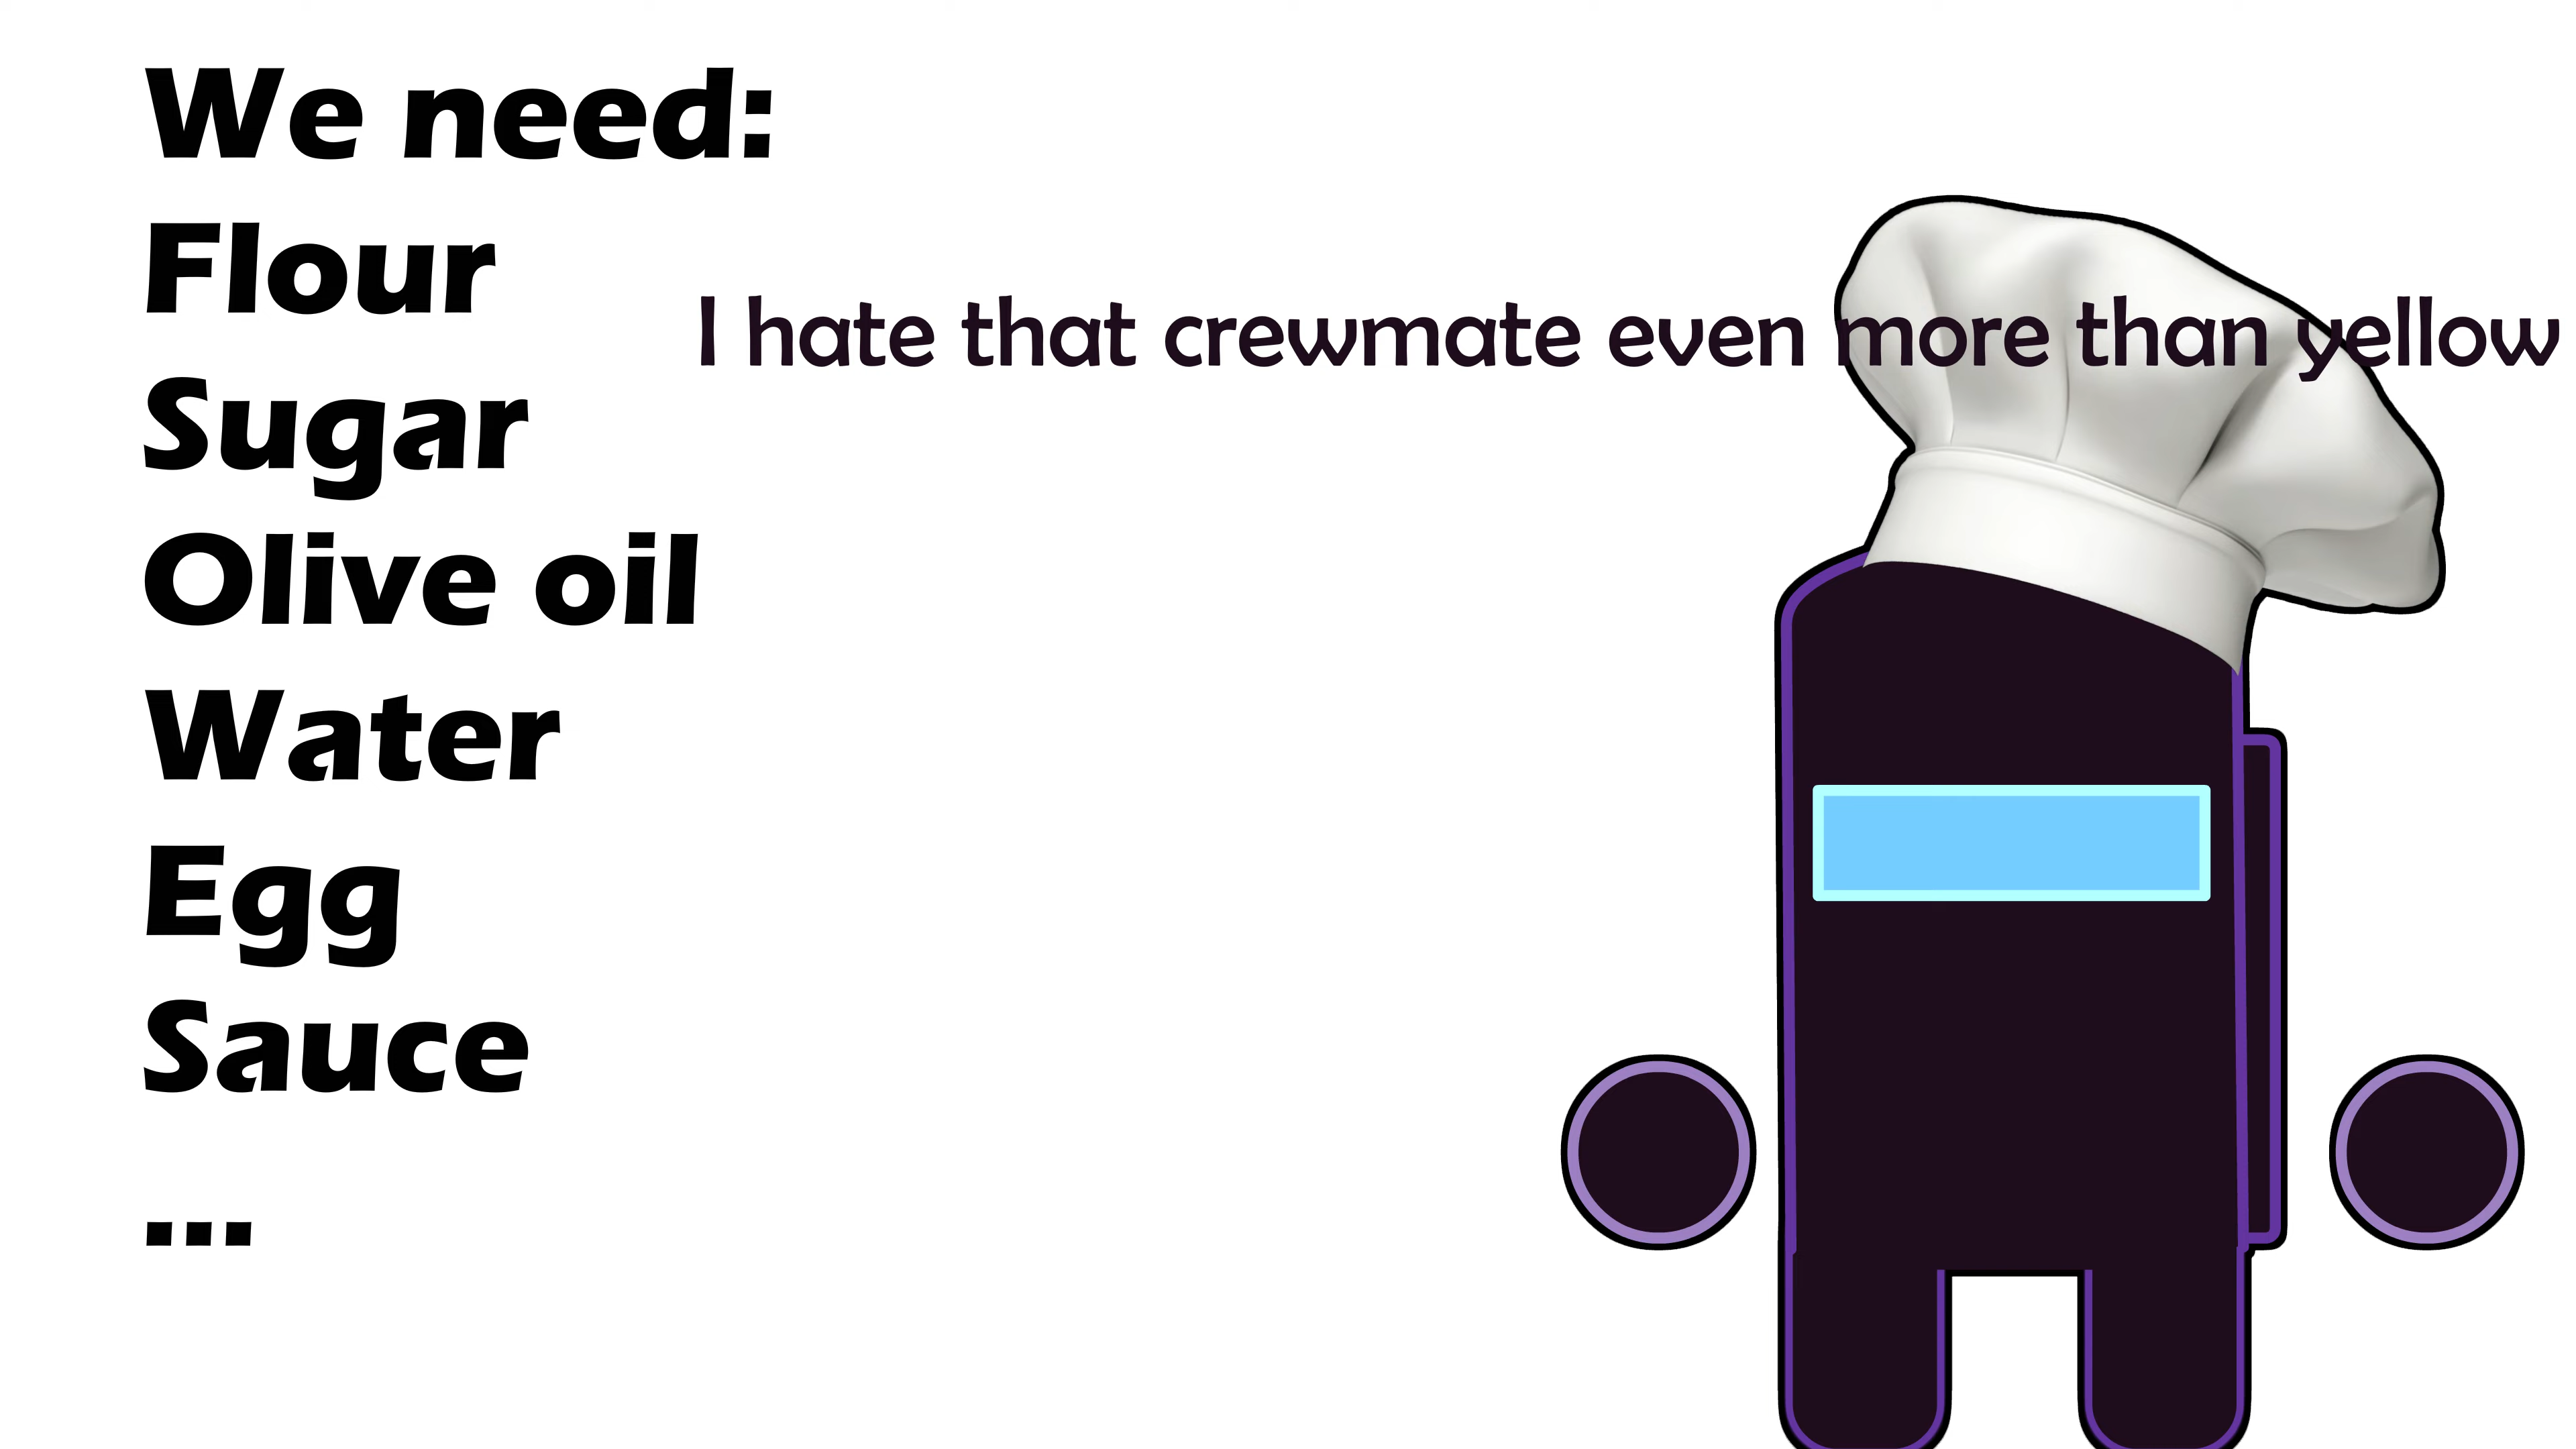 We need:
Flour
I hate that crewmate even more than yellow
Sugar
Olive oil
Water
Egg
Sauce
...